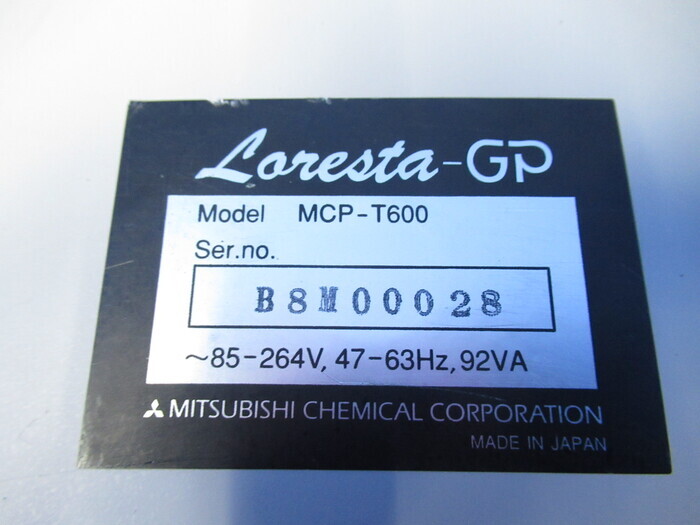 Loresta-GP
Model MCP-T600
Ser.no.
B8M00028
~85-264V, 47-63Hz, 92VA
MITSUBISHI CHEMICAL CORPORATION
MADE IN JAPAN